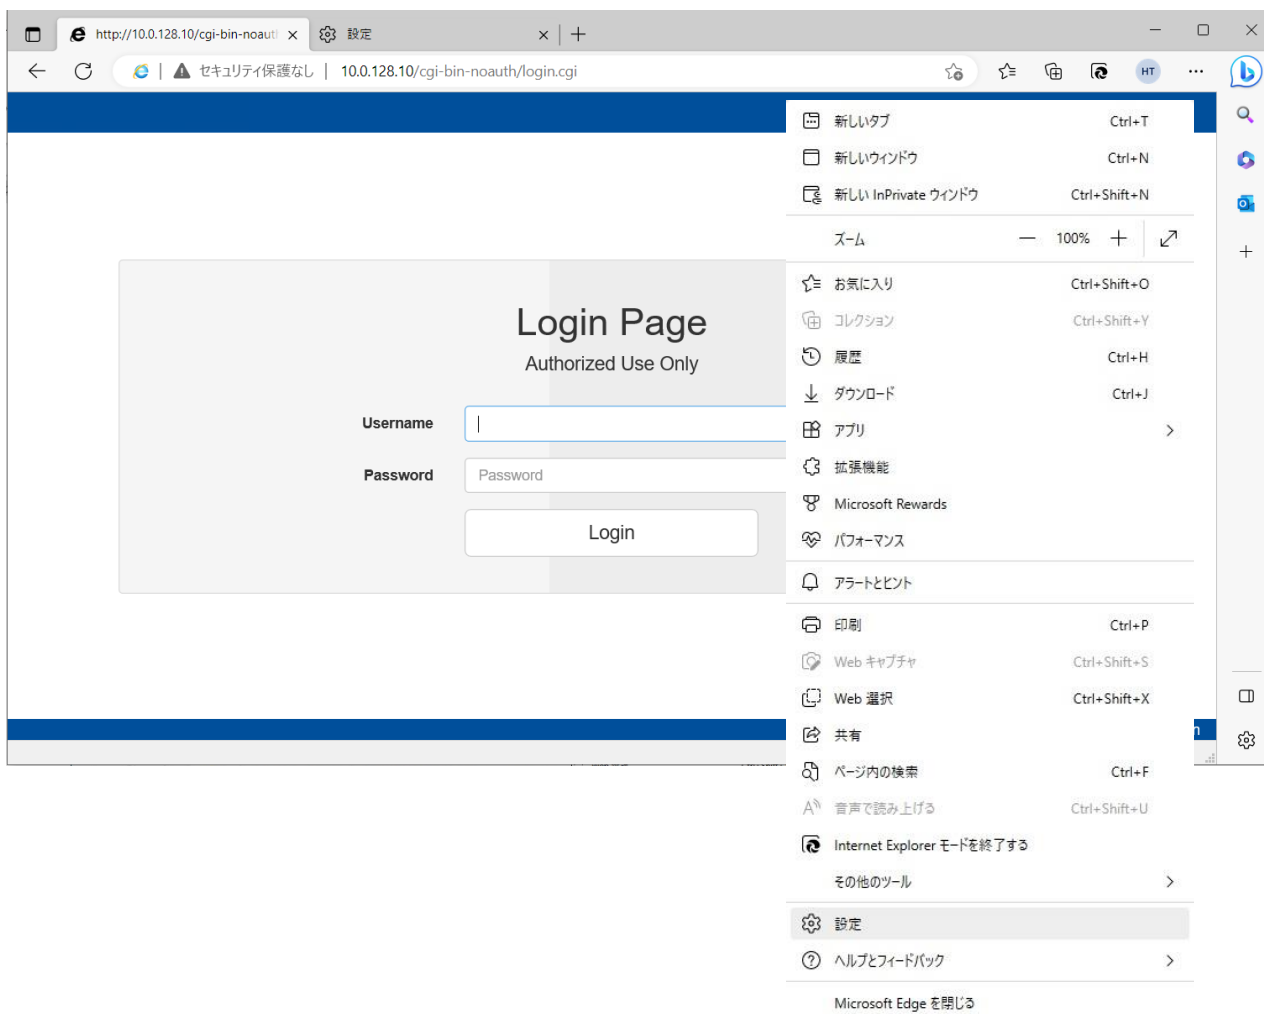 http://10.0.128.10/cgi-bin-noaut
設定
セキュリティ保護なし
10.0.128.10/cgi-bin-noauth/login.cgi
HT
Login Page
Authorized Use Only
Username
Password
Password
Login
新しいタブ Ctrl+T
新しいウィンドウ Ctrl+N
新しい InPrivate ウィンドウ Ctrl+Shift+N
ズーム 100%
お気に入り Ctrl+Shift+O
コレクション Ctrl+Shift+Y
履歴 Ctrl+H
ダウンロード Ctrl+J
アプリ
拡張機能
Microsoft Rewards
パフォーマンス
アラートとヒント
印刷 Ctrl+P
Web キャプチャ Ctrl+Shift+S
Web 選択 Ctrl+Shift+X
共有
ページ内の検索 Ctrl+F
音声で読み上げる Ctrl+Shift+U
Internet Explorer モードを終了する
その他のツール
設定
ヘルプとフィードバック
Microsoft Edge を閉じる